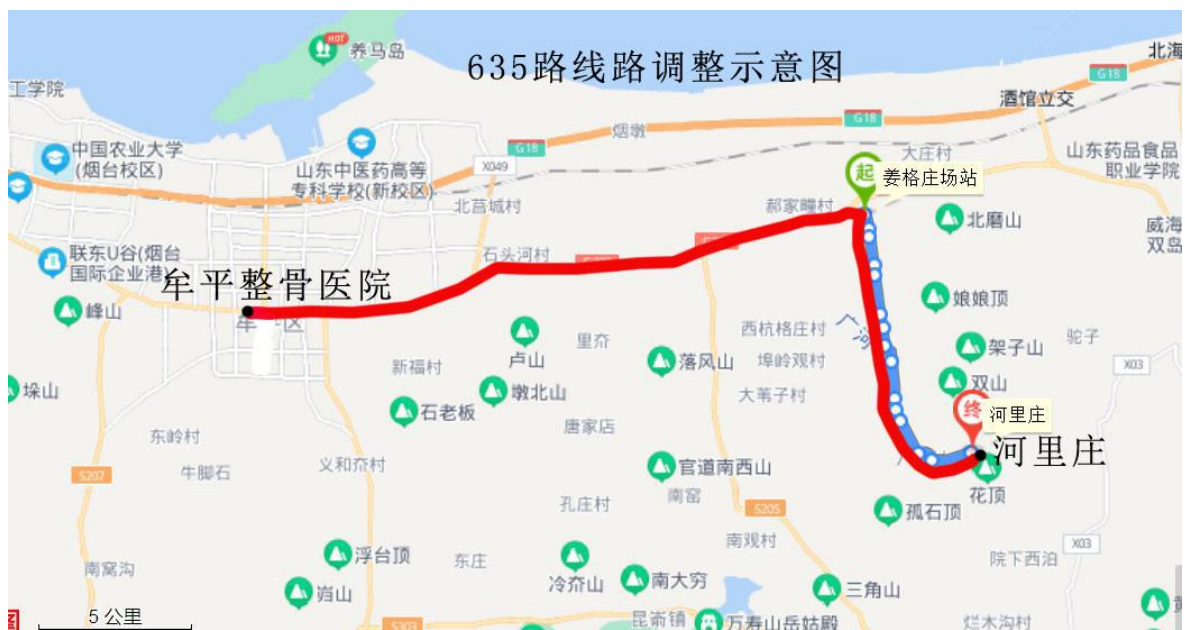 HOT
养马岛
635路线路调整示意图
北海
G18
工学院
酒馆立交
G18
烟墩
中国农业大学
(烟台校区)
G18
山东中医药高等
专科学校(新校区)
X049
大庄村
山东药品食品
职业学院
起
姜格庄场站
北莒城村
郝家疃村
北磨山
威海
双岛
联东U谷(烟台
国际企业港)
石头河村
牟平整骨医院
娘娘顶
峰山
西杭格庄村
里夼
卢山
架子山
驼子
新福村
落风山
埠岭观村
X03
垛山
墩北山
双山
大苇子村
石老板
终
河里庄
唐家店
东岭村
河里庄
S207
牛脚石
义和夼村
官道南西山
花顶
南窑
孔庄村
S205
孤石顶
南观村
X03
浮台顶
东庄
院下西泊
南窝沟
冷夼山
南大穷
三角山
5公里
S303
昆嵛镇
万寿山岳姑殿
烂木沟村